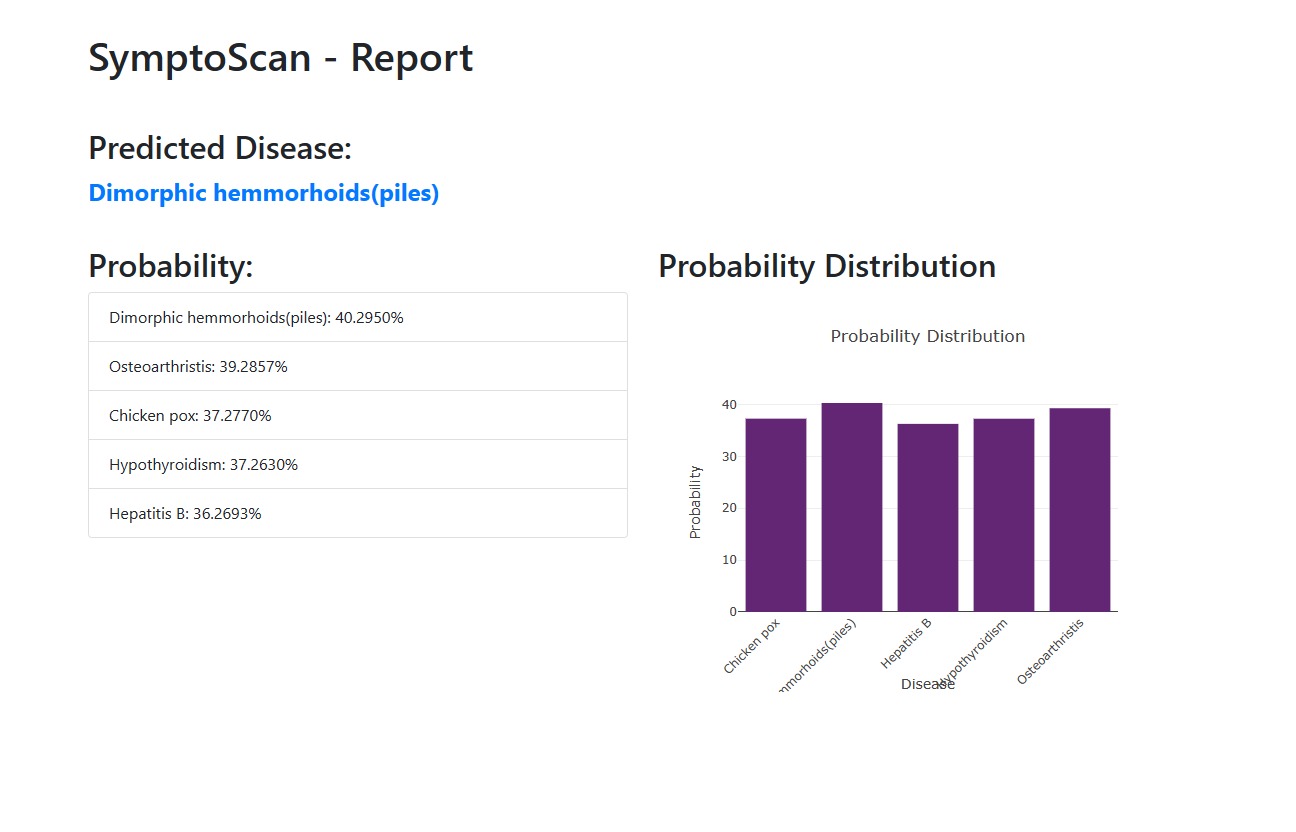 SymptoScan - Report
Predicted Disease:
Dimorphic hemmorhoids(piles)
Probability:
Dimorphic hemmorhoids(piles): 40.2950%
Osteoarthristis: 39.2857%
Chicken pox: 37.2770%
Hypothyroidism: 37.2630%
Hepatitis B: 36.2693%
Probability Distribution
Probability Distribution
40
30
20
10
0
Probability
Chicken pox
mmorhoids(piles)
Hepatitis B
Hypothyroidism
Osteoarthristis
Disease